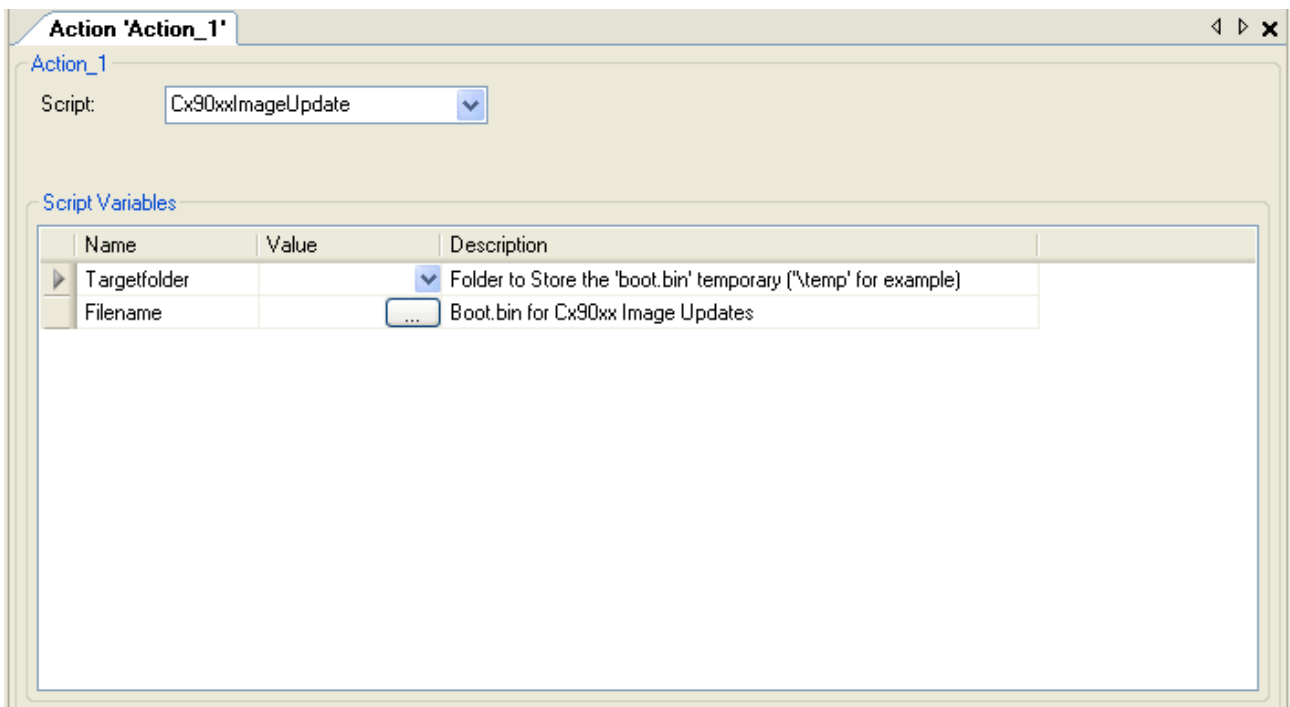 Action 'Action_1'
Action_1
Script: Cx90xxImageUpdate
Script Variables
Name Value Description
Targetfolder Folder to Store the 'boot.bin' temporary ("\temp' for example)
Filename ... Boot.bin for Cx90xx Image Updates